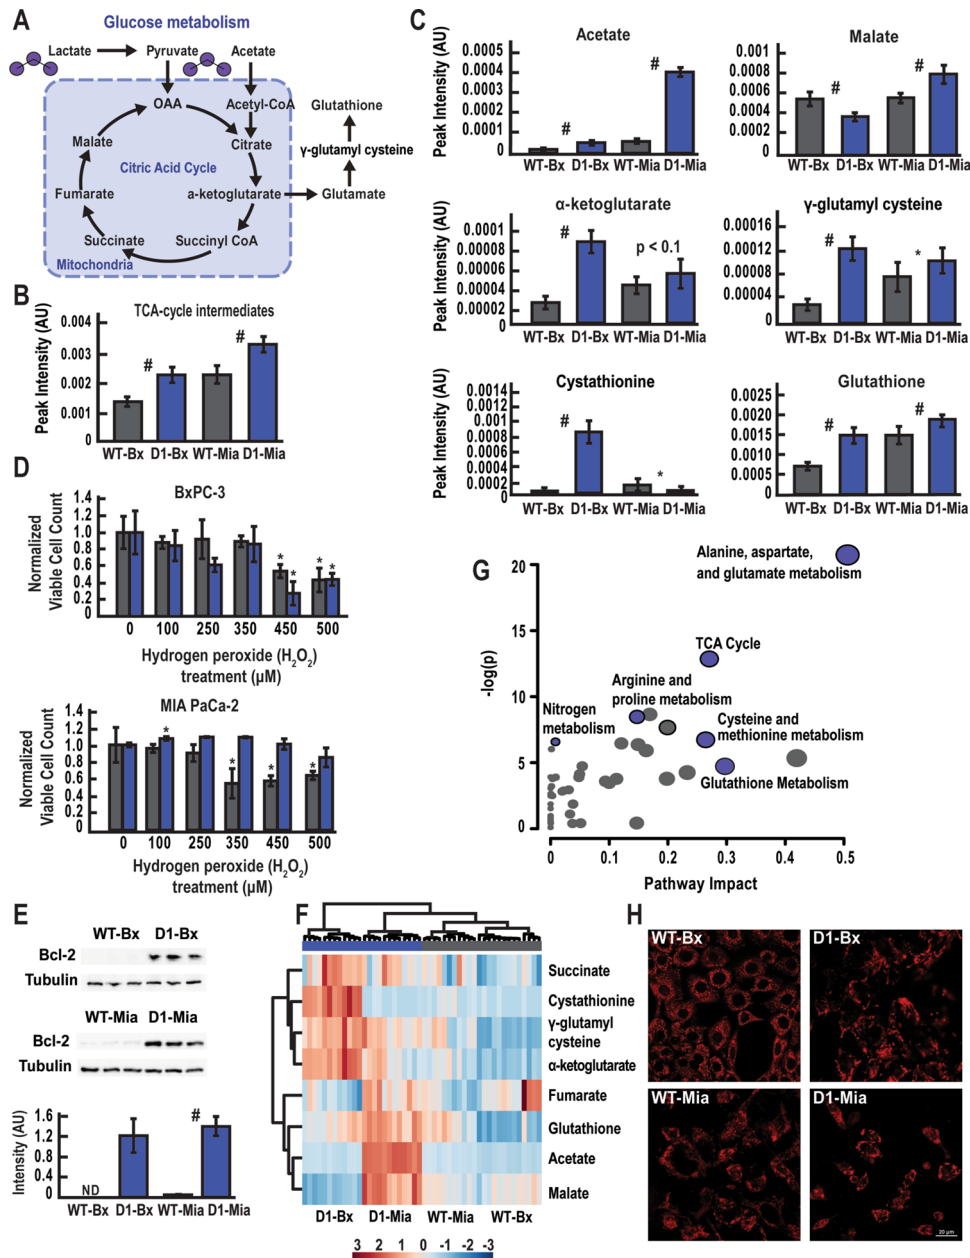 A
Glucose metabolism
Lactate
Pyruvate
Acetate
OAA
Acetyl-CoA
Glutathione
Malate
Citrate
γ-glutamyl cysteine
Citric Acid Cycle
Fumarate
a-ketoglutarate
Glutamate
Succinate
Succinyl CoA
Mitochondria
B
TCA-cycle intermediates
Peak Intensity (AU)
0.004
0.003
0.002
0.001
0
#
#
WT-Bx D1-Bx WT-Mia D1-Mia
C
Acetate
Peak Intensity (AU)
0.0005
0.0004
0.0003
0.0002
0.0001
0
#
#
WT-Bx D1-Bx WT-Mia D1-Mia
Malate
0.001
0.0008
0.0006
0.0004
0.0002
0
#
#
WT-Bx D1-Bx WT-Mia D1-Mia
α-ketoglutarate
Peak Intensity (AU)
0.0001
0.00008
0.00006
0.00004
0.00002
0
#
p < 0.1
WT-Bx D1-Bx WT-Mia D1-Mia
γ-glutamyl cysteine
0.00016
0.00012
0.00008
0.00004
0
#
*
WT-Bx D1-Bx WT-Mia D1-Mia
Cystathionine
Peak Intensity (AU)
0.0014
0.0012
0.001
0.0008
0.0006
0.0004
0.0002
0
#
*
WT-Bx D1-Bx WT-Mia D1-Mia
Glutathione
0.0025
0.002
0.0015
0.001
0.0005
0
#
#
WT-Bx D1-Bx WT-Mia D1-Mia
D
BxPC-3
Normalized
Viable Cell Count
1.4
1.2
1.0
0.8
0.6
0.4
0.2
0
* * * *
0 100 250 350 450 500
Hydrogen peroxide (H2O2)
treatment (µM)
MIA PaCa-2
Normalized
Viable Cell Count
1.4
1.2
1.0
0.8
0.6
0.4
0.2
0
* * * *
0 100 250 350 450 500
Hydrogen peroxide (H2O2)
treatment (µM)
G
-log(p)
20
15
10
5
0
Alanine, aspartate,
and glutamate metabolism
TCA Cycle
Arginine and
proline metabolism
Nitrogen
metabolism
Cysteine and
methionine metabolism
Glutathione Metabolism
0 0.1 0.2 0.3 0.4 0.5
Pathway Impact
E
WT-Bx D1-Bx
Bcl-2
Tubulin
WT-Mia D1-Mia
Bcl-2
Tubulin
Intensity (AU)
1.6
1.2
0.8
0.4
0
ND
#
WT-Bx D1-Bx WT-Mia D1-Mia
F
Succinate
Cystathionine
γ-glutamyl
cysteine
α-ketoglutarate
Fumarate
Glutathione
Acetate
Malate
D1-Bx D1-Mia WT-Mia WT-Bx
3 2 1 0 -1 -2 -3
H
WT-Bx
D1-Bx
WT-Mia
D1-Mia
20 µm